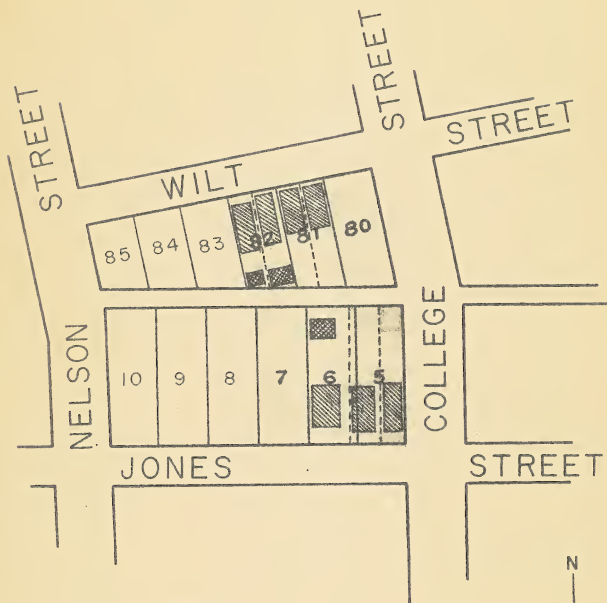 STREET
STREET
STREET
WILT
85 84 83 82 81 80
NELSON
COLLEGE
10 9 8 7 6 5
JONES STREET
N